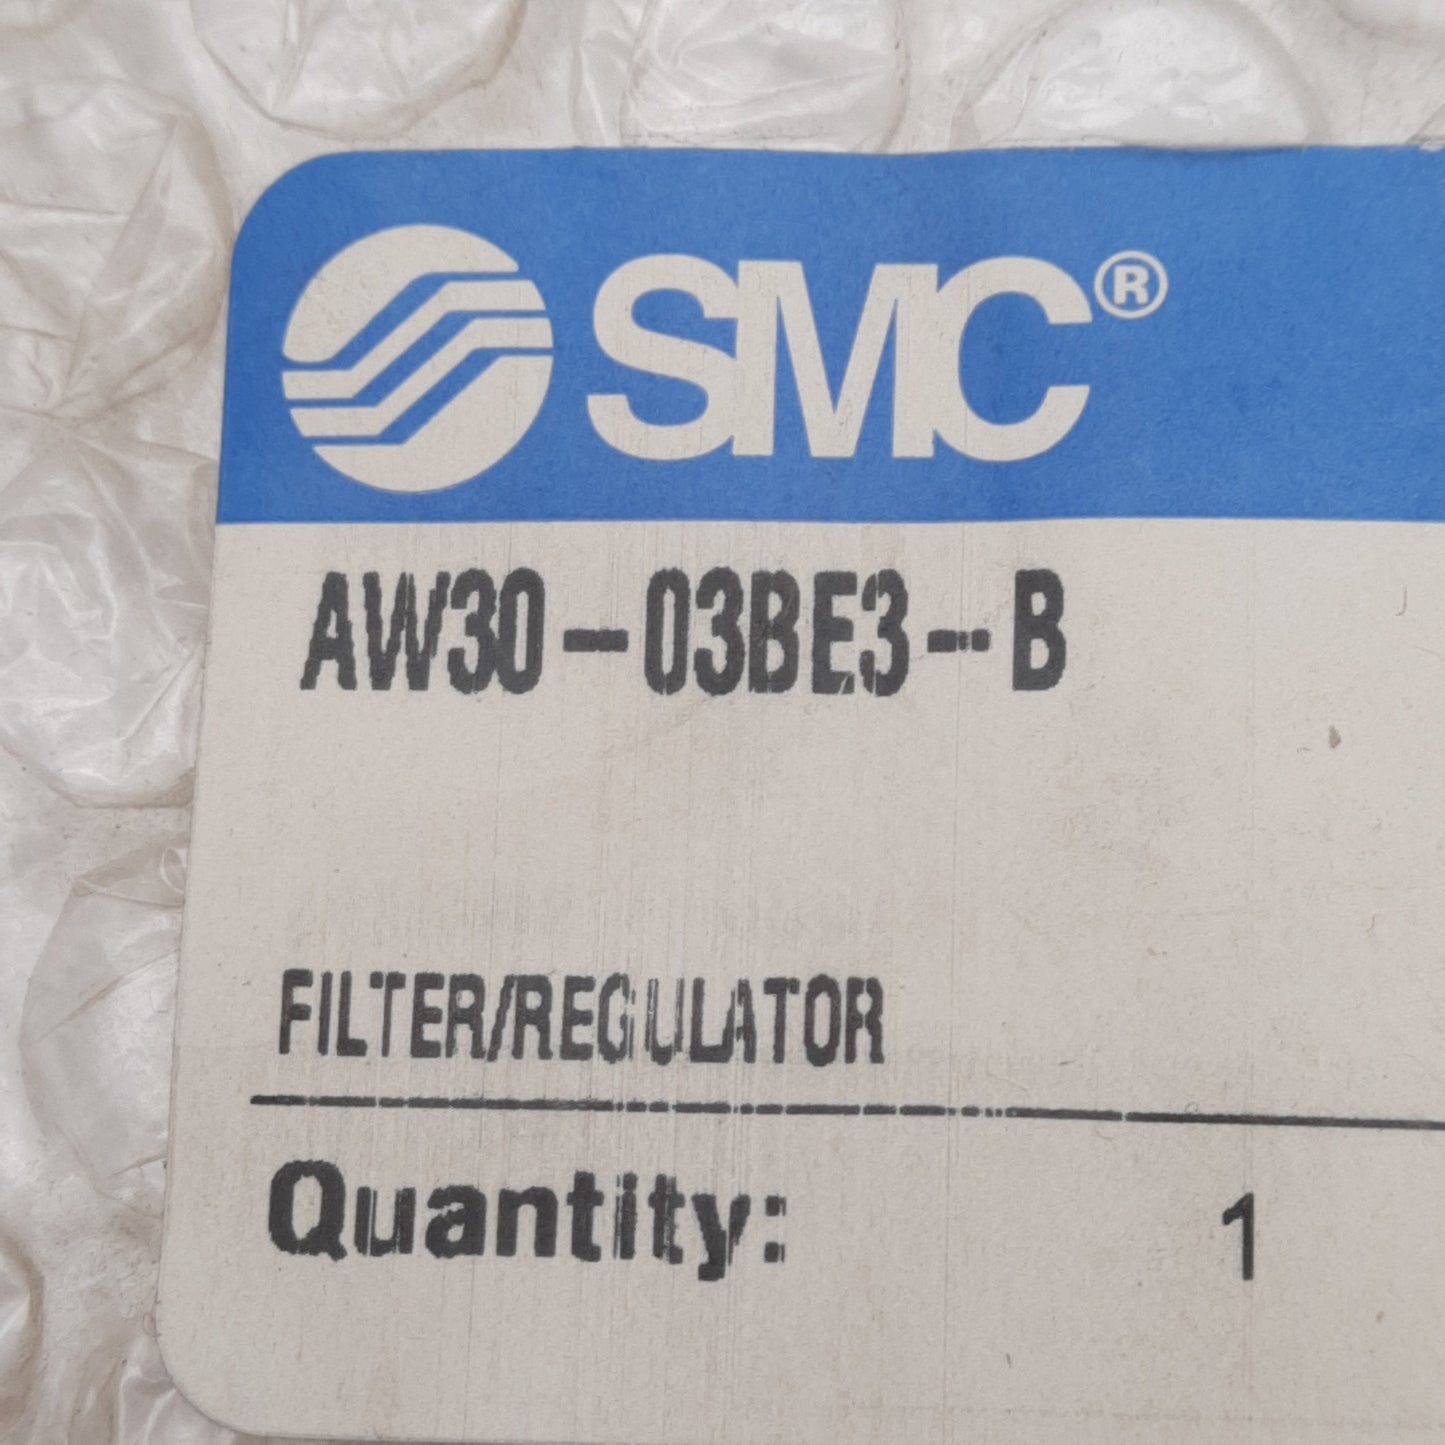 SMC®
AW30-03BE3-B
FILTER/REGULATOR
Quantity: 1